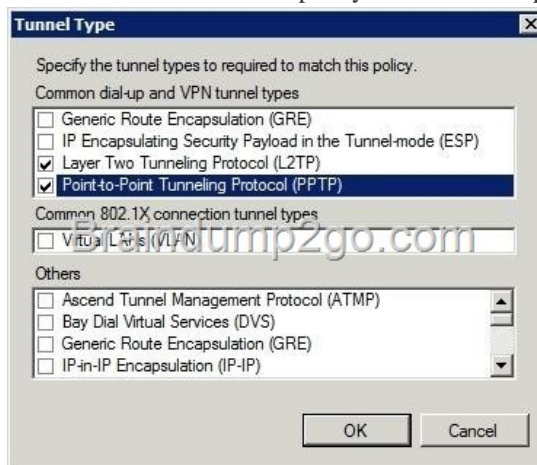 Tunnel Type
Specify the tunnel types to required to match this policy.
Common dial-up and VPN tunnel types
Generic Route Encapsulation (GRE)
IP Encapsulating Security Payload in the Tunnel-mode (ESP)
Layer Two Tunneling Protocol (L2TP)
Point-to-Point Tunneling Protocol (PPTP)
Common 802.1X connection tunnel types
Virtual LANs (VLAN)
Braindump2go.com
Others
Ascend Tunnel Management Protocol (ATMP)
Bay Dial Virtual Services (DVS)
Generic Route Encapsulation (GRE)
IP-in-IP Encapsulation (IP-IP)
OK Cancel